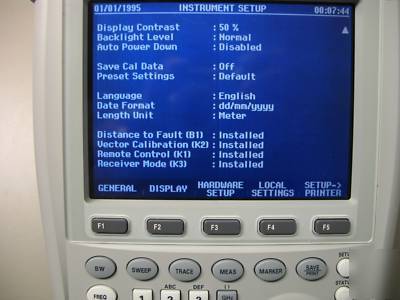 01/01/1995 INSTRUMENT SETUP 00:07:44
Display Contrast : 50 %
Backlight Level : Normal
Auto Power Down : Disabled
Save Cal Data : Off
Preset Settings : Default
Language : English
Date Format : dd/mm/yyyy
Length Unit : Meter
Distance to Fault (B1) : Installed
Vector Calibration (K2) : Installed
Remote Control (K1) : Installed
Receiver Mode (K3) : Installed
GENERAL DISPLAY HARDWARE SETUP LOCAL SETTINGS SETUP-> PRINTER
F1 F2 F3 F4 F5
BW SWEEP TRACE MEAS MARKER SAVE PRINT SETU
STATU
FREQ ABC DEF ( )
1 2 3 GHz